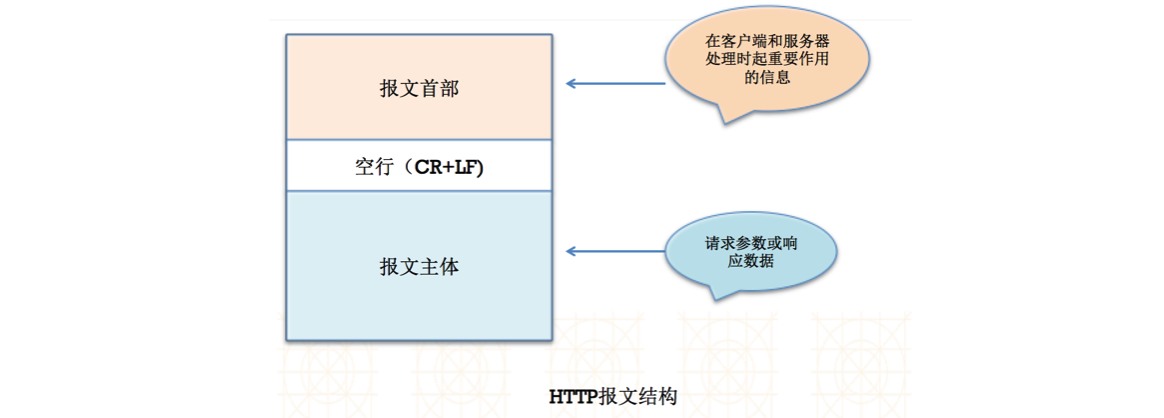 报文首部
在客户端和服务器
处理时起重要作用
的信息
空行（CR+LF)
报文主体
请求参数或响
应数据
HTTP报文结构